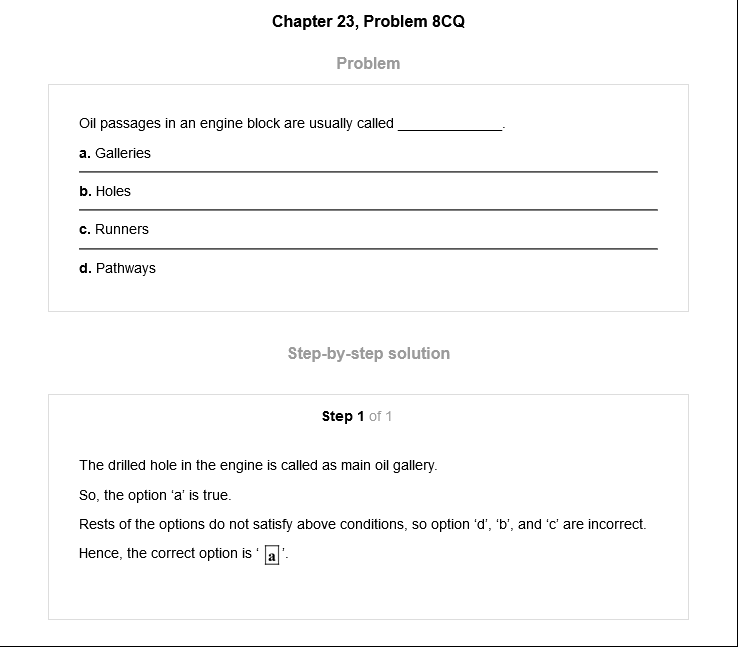 Chapter 23, Problem 8CQ
Problem
Oil passages in an engine block are usually called _____________.
a. Galleries
b. Holes
c. Runners
d. Pathways
Step-by-step solution
Step 1 of 1
The drilled hole in the engine is called as main oil gallery.
So, the option ‘a’ is true.
Rests of the options do not satisfy above conditions, so option ‘d’, ‘b’, and ‘c’ are incorrect.
Hence, the correct option is ‘ a ’.